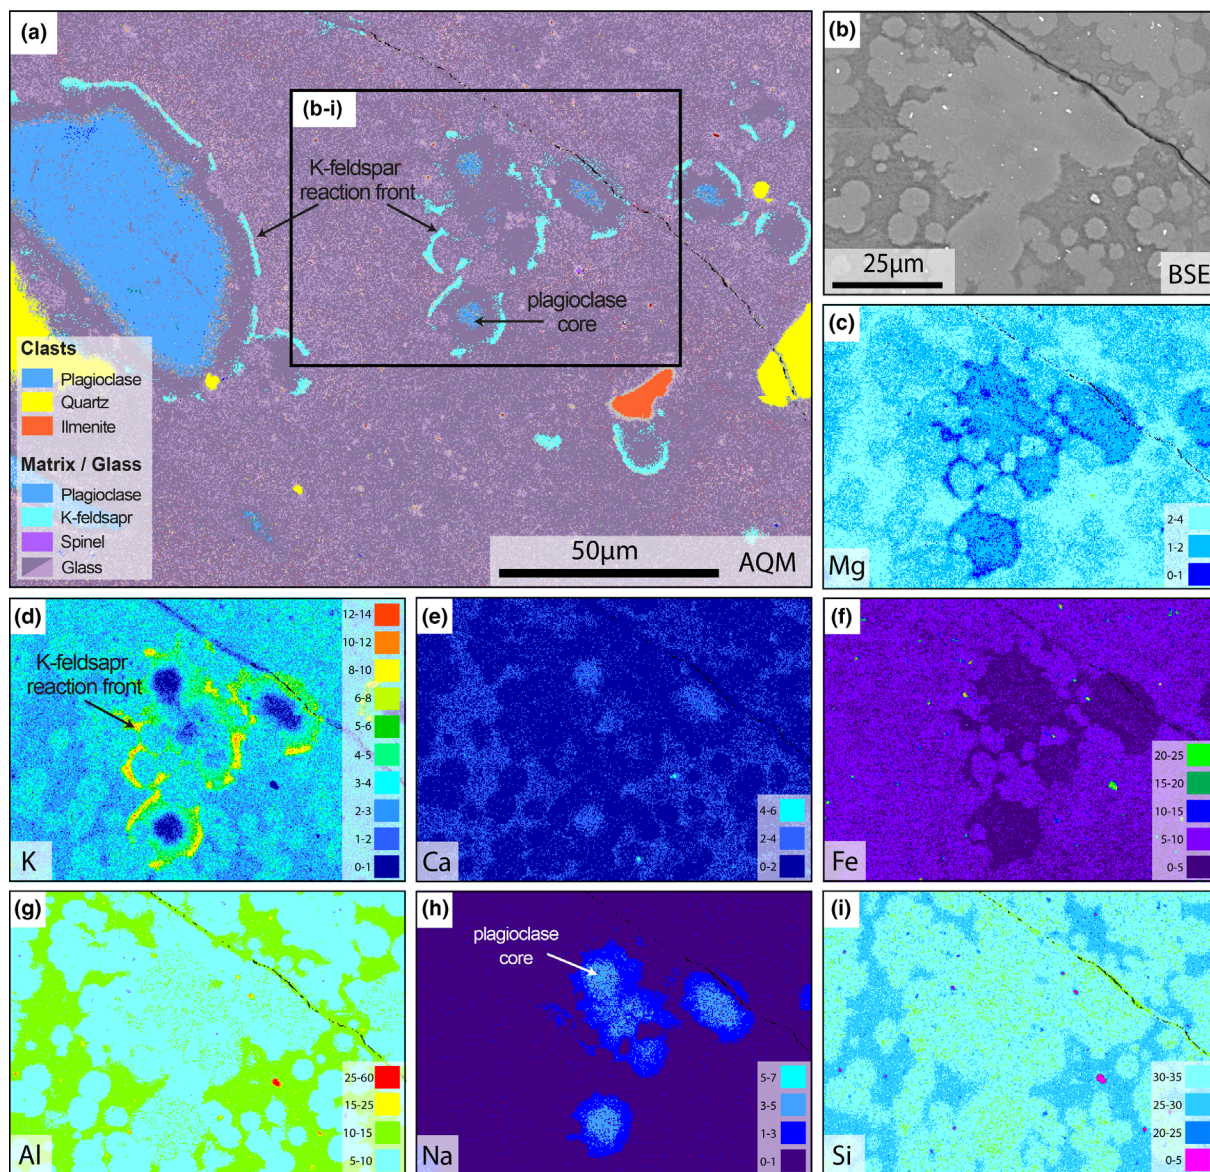 (a)
(b-i)
K-feldspar
reaction front
plagioclase
core
Clasts
Plagioclase
Quartz
Ilmenite
Matrix / Glass
Plagioclase
K-feldsapr
Spinel
Glass
50µm
AQM
(b)
25µm
BSE
(c)
2-4
1-2
0-1
Mg
(d)
K-feldsapr
reaction front
12-14
10-12
8-10
6-8
5-6
4-5
3-4
2-3
1-2
0-1
K
(e)
4-6
2-4
0-2
Ca
(f)
20-25
15-20
10-15
5-10
0-5
Fe
(g)
25-60
15-25
10-15
5-10
Al
(h)
plagioclase
core
5-7
3-5
1-3
0-1
Na
(i)
30-35
25-30
20-25
0-5
Si